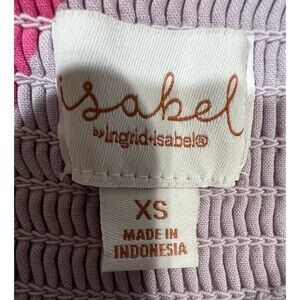 isabel
by ingrid+isabel®
XS
MADE IN
INDONESIA